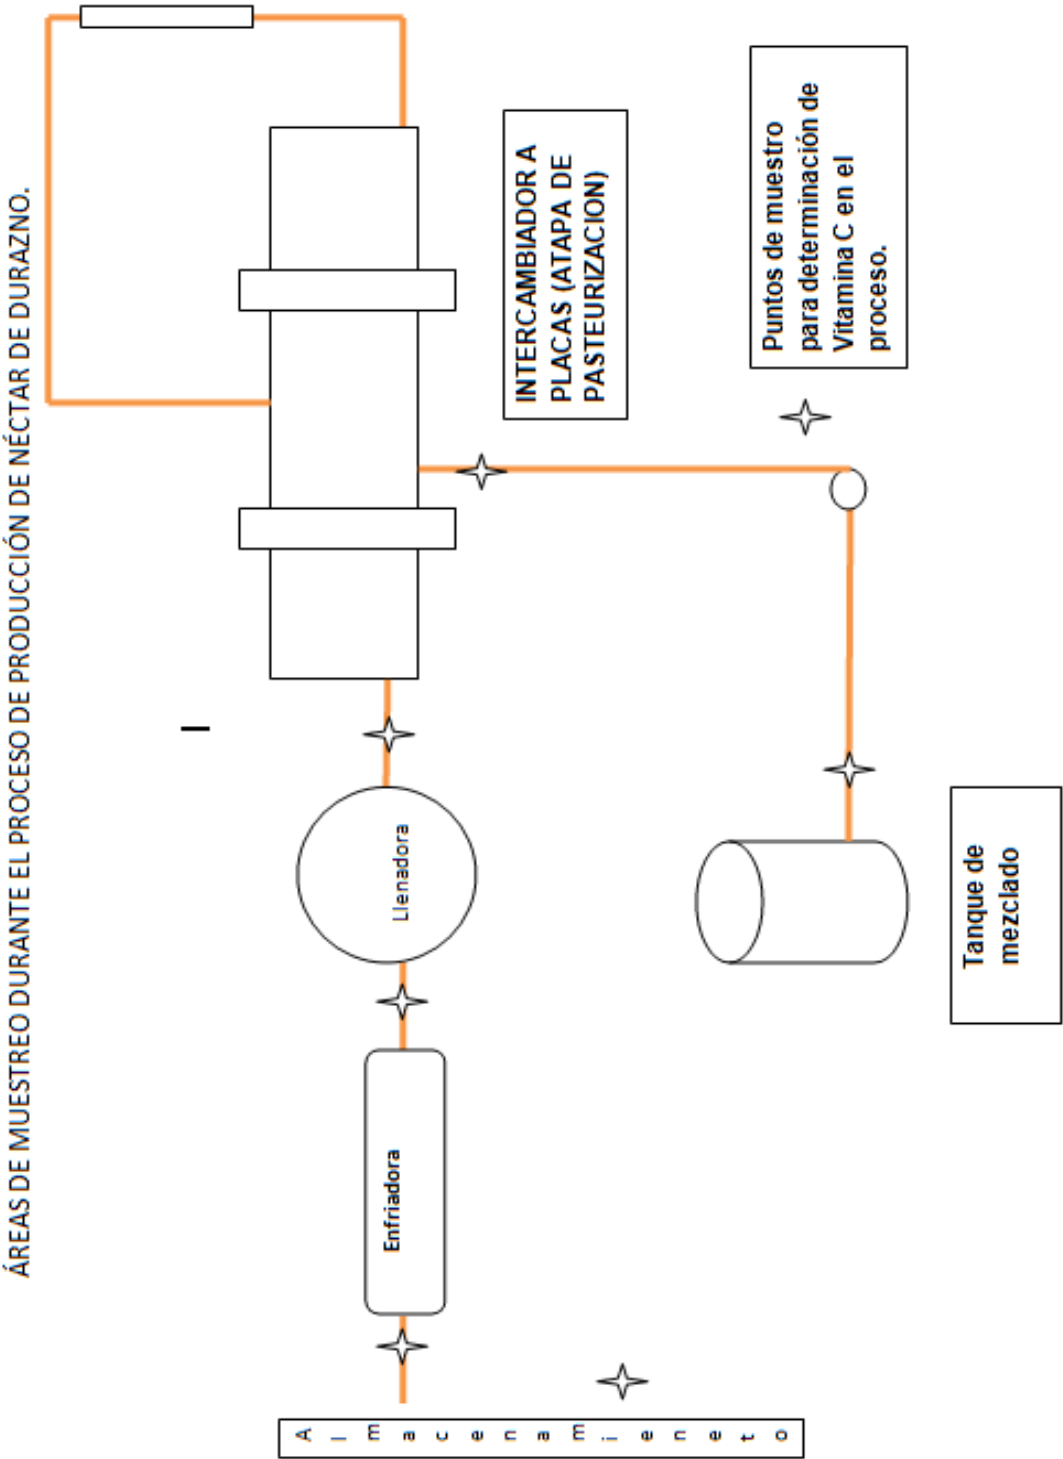 ÁREAS DE MUESTREO DURANTE EL PROCESO DE PRODUCCIÓN DE NÉCTAR DE DURAZNO.
INTERCAMBIADOR A
PLACAS (ATAPA DE
PASTEURIZACION)
Puntos de muestro
para determinación de
Vitamina C en el
proceso.
Llenadora
Enfriadora
Tanque de
mezclado
Almacenamieneto